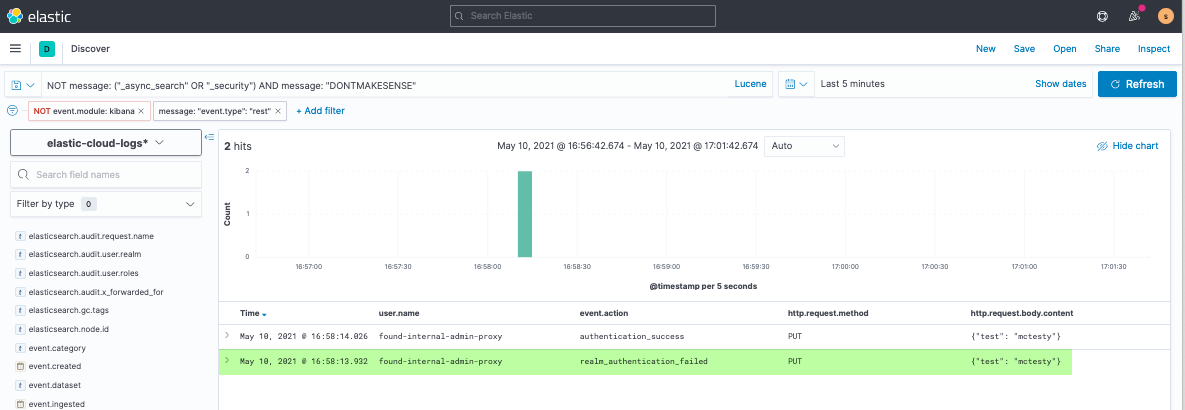 elastic
Search Elastic
s
D
Discover
New Save Open Share Inspect
NOT message: ("_async_search" OR "_security") AND message: "DONTMAKESENSE"
Lucene
Last 5 minutes
Show dates
Refresh
NOT event.module: kibana ×
message: "event.type": "rest" ×
+ Add filter
elastic-cloud-logs*
Search field names
Filter by type 0
t elasticsearch.audit.request.name
t elasticsearch.audit.user.realm
t elasticsearch.audit.user.roles
t elasticsearch.audit.x_forwarded_for
t elasticsearch.gc.tags
t elasticsearch.node.id
t event.category
event.created
t event.dataset
event.ingested
2 hits
May 10, 2021 @ 16:56:42.674 - May 10, 2021 @ 17:01:42.674
Auto
Hide chart
Count
2
1
0
16:57:00 16:57:30 16:58:00 16:58:30 16:59:00 16:59:30 17:00:00 17:00:30 17:01:00 17:01:30
@timestamp per 5 seconds
Time user.name event.action http.request.method http.request.body.content
May 10, 2021 @ 16:58:14.026 found-internal-admin-proxy authentication_success PUT {"test": "mctesty"}
May 10, 2021 @ 16:58:13.932 found-internal-admin-proxy realm_authentication_failed PUT {"test": "mctesty"}